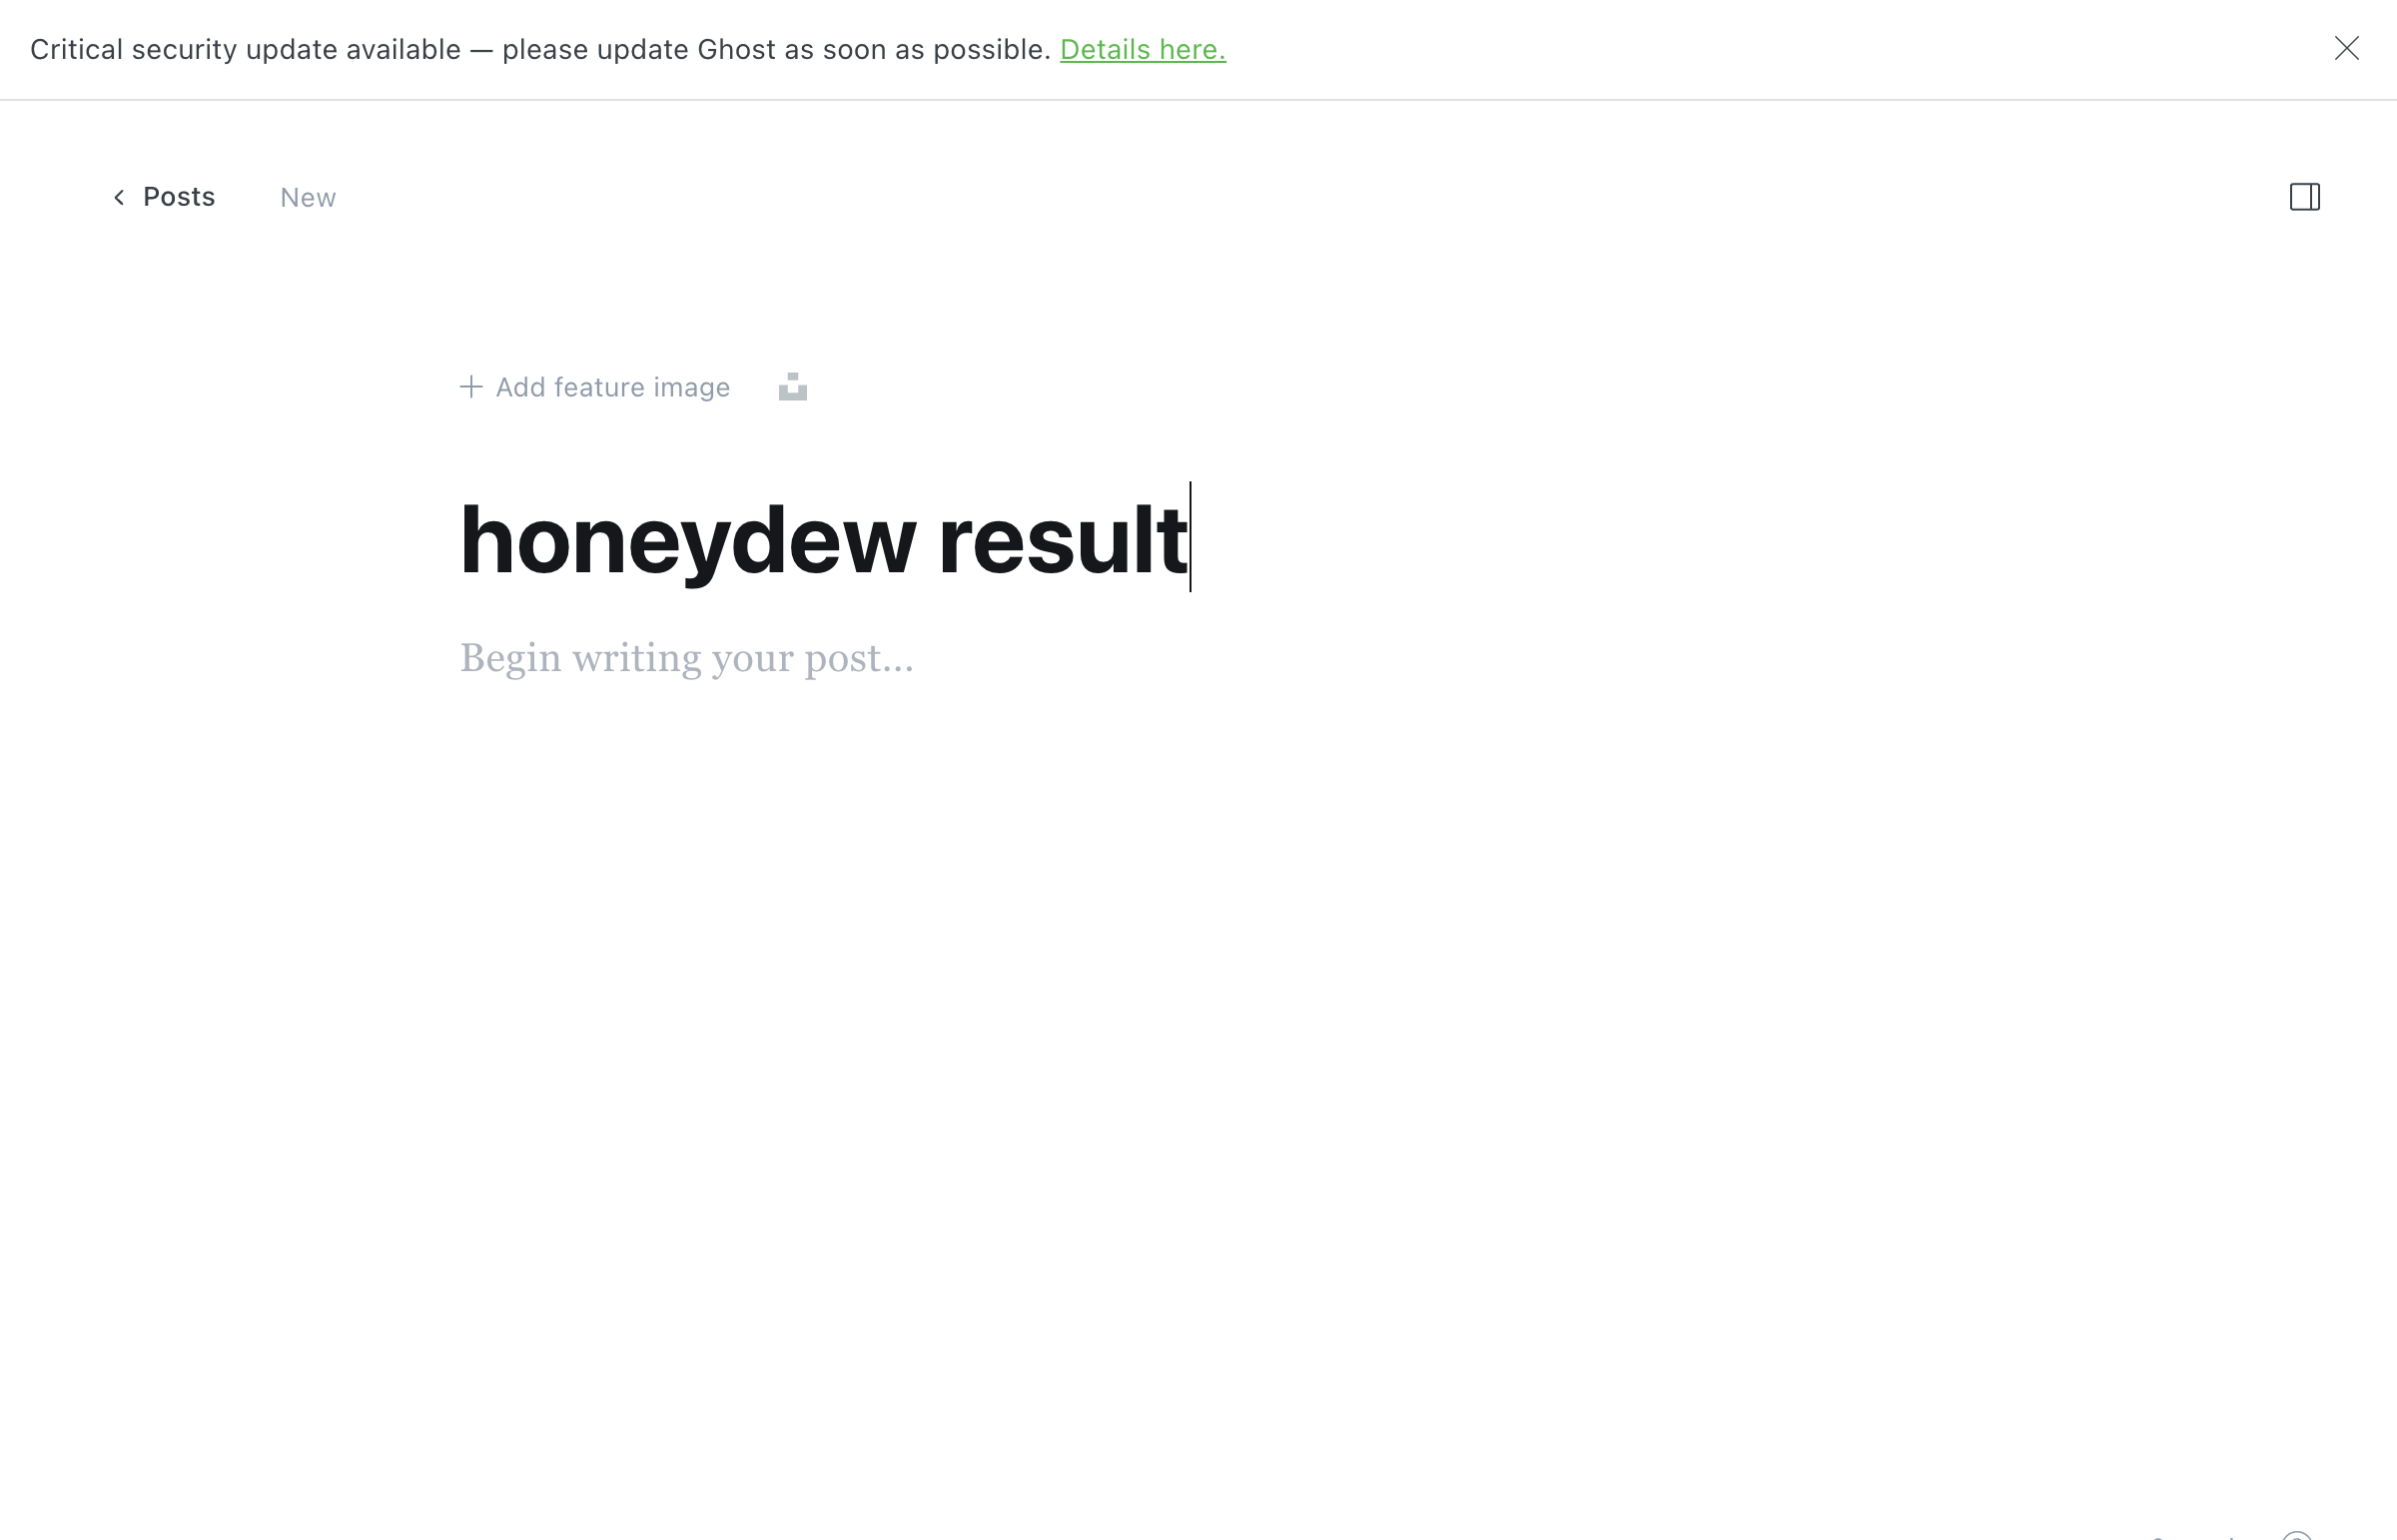 Critical security update available — please update Ghost as soon as possible. Details here.
Posts
New
Add feature image
honeydew result
Begin writing your post...